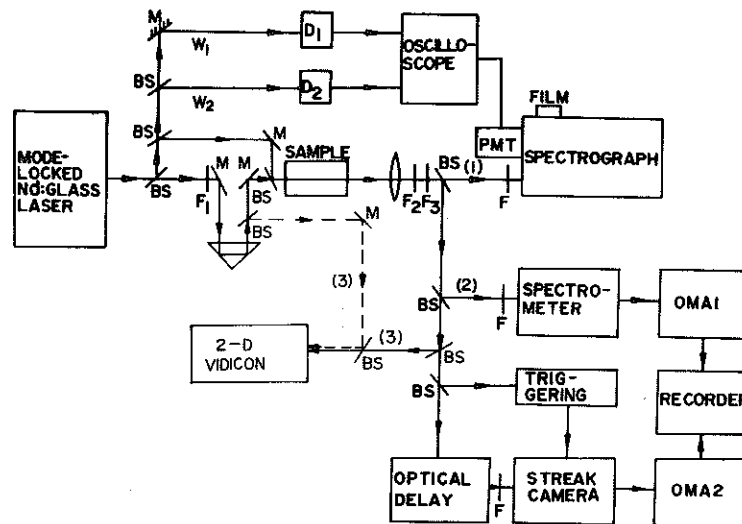 M
W1
D1
OSCILLO-
SCOPE
BS
W2
D2
FILM
BS
M
PMT
SPECTROGRAPH
MODE-
LOCKED
Nd:GLASS
LASER
BS
F1
M
M
BS
SAMPLE
F2
F3
BS
(1)
F
BS
M
(3)
(2)
BS
F
SPECTRO-
METER
OMA1
2-D
VIDICON
(3)
BS
BS
BS
TRIG-
GERING
RECORDER
OPTICAL
DELAY
F
STREAK
CAMERA
OMA2